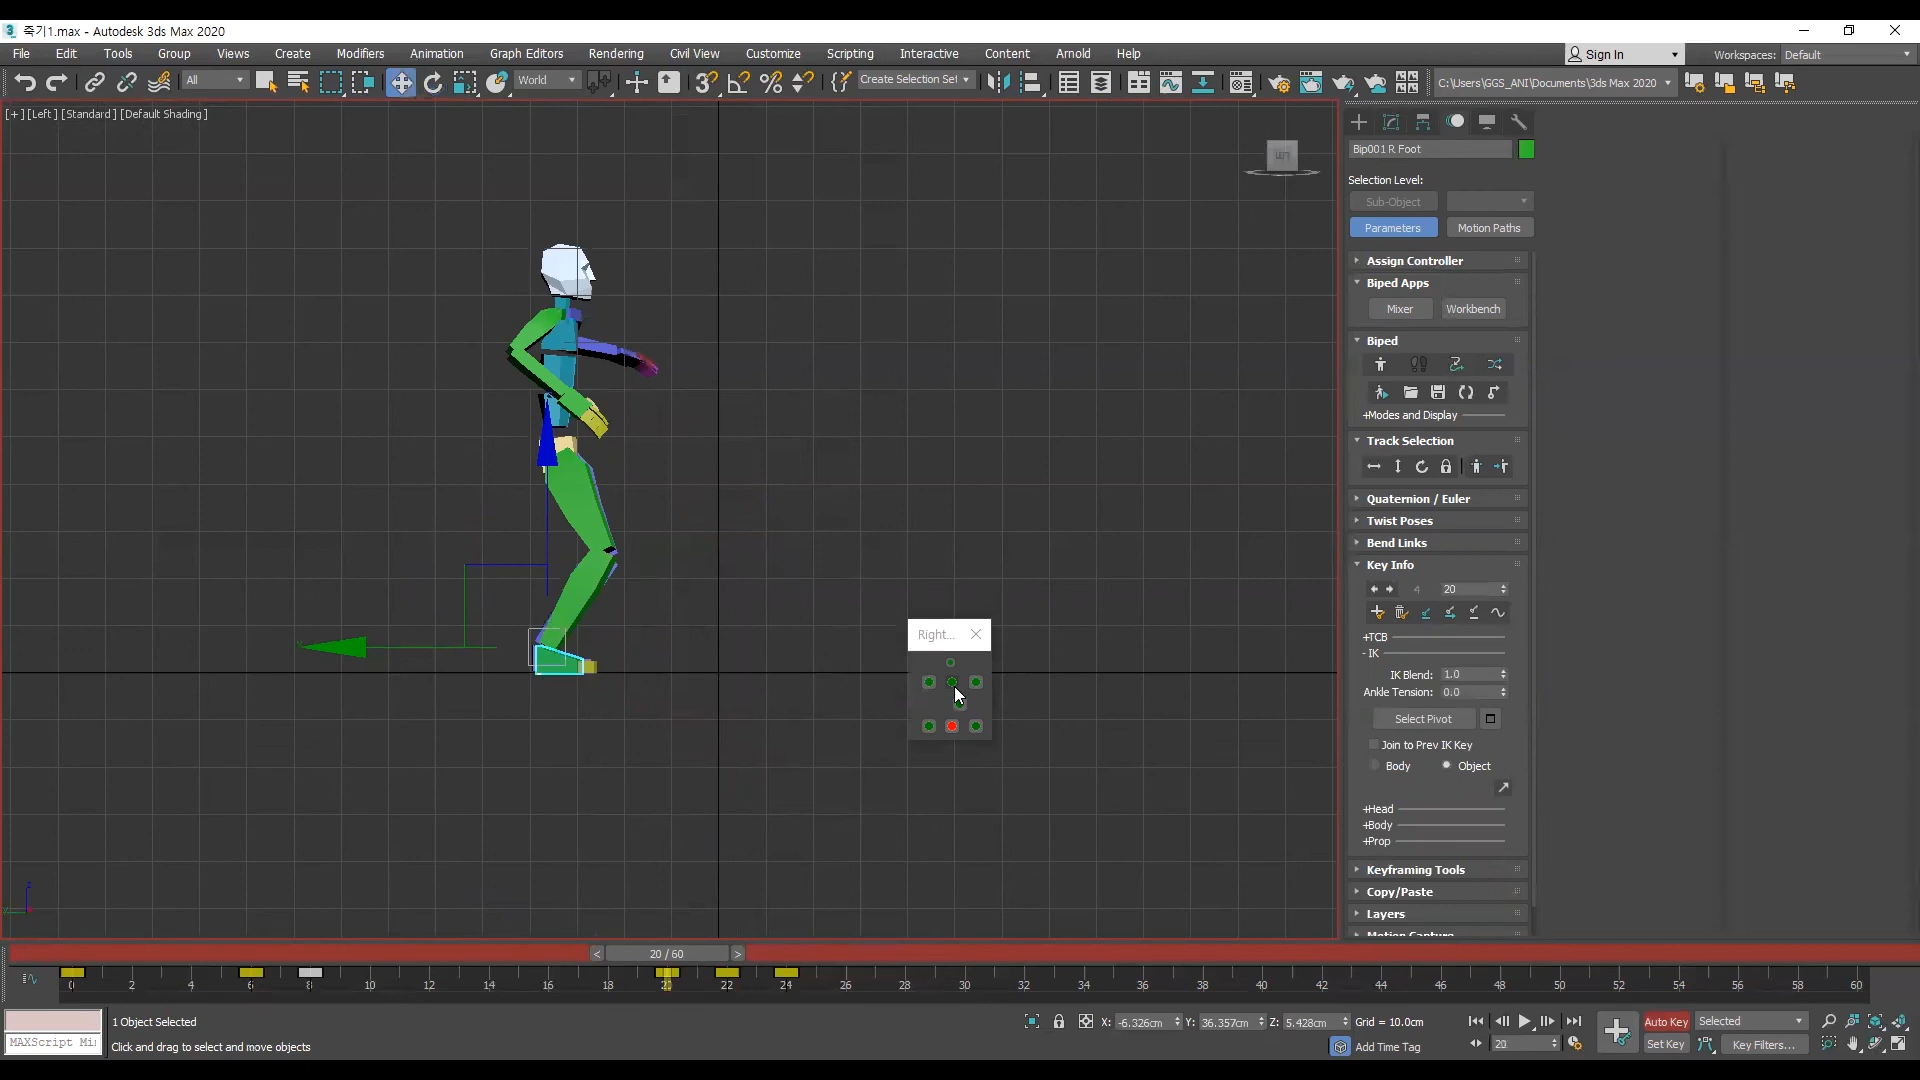 3 죽기1.max - Autodesk 3ds Max 2020
File Edit Tools Group Views Create Modifiers Animation Graph Editors Rendering Civil View Customize Scripting Interactive Content Arnold Help
Sign In
Workspaces: Default
All
World
Create Selection Set
C:\Users\GGS_ANI\Documents\3ds Max 2020
[+] [Left] [Standard] [Default Shading]
Bip001 R Foot
Selection Level:
Sub-Object
Parameters
Motion Paths
Assign Controller
Biped Apps
Mixer
Workbench
Biped
+Modes and Display
Track Selection
Quaternion / Euler
Twist Poses
Bend Links
Key Info
4 20
+TCB
- IK
IK Blend: 1.0
Ankle Tension: 0.0
Select Pivot
Join to Prev IK Key
Body Object
+Head
+Body
+Prop
Keyframing Tools
Copy/Paste
Layers
Motion Capture
Right...
< 20 / 60 >
0 2 4 6 8 10 12 14 16 18 20 22 24 26 28 30 32 34 36 38 40 42 44 46 48 50 52 54 56 58 60
1 Object Selected
MAXScript Mi
Click and drag to select and move objects
X: -6.326cm Y: 36.357cm Z: 5.428cm Grid = 10.0cm
Add Time Tag
20
Auto Key Selected
Set Key Key Filters...